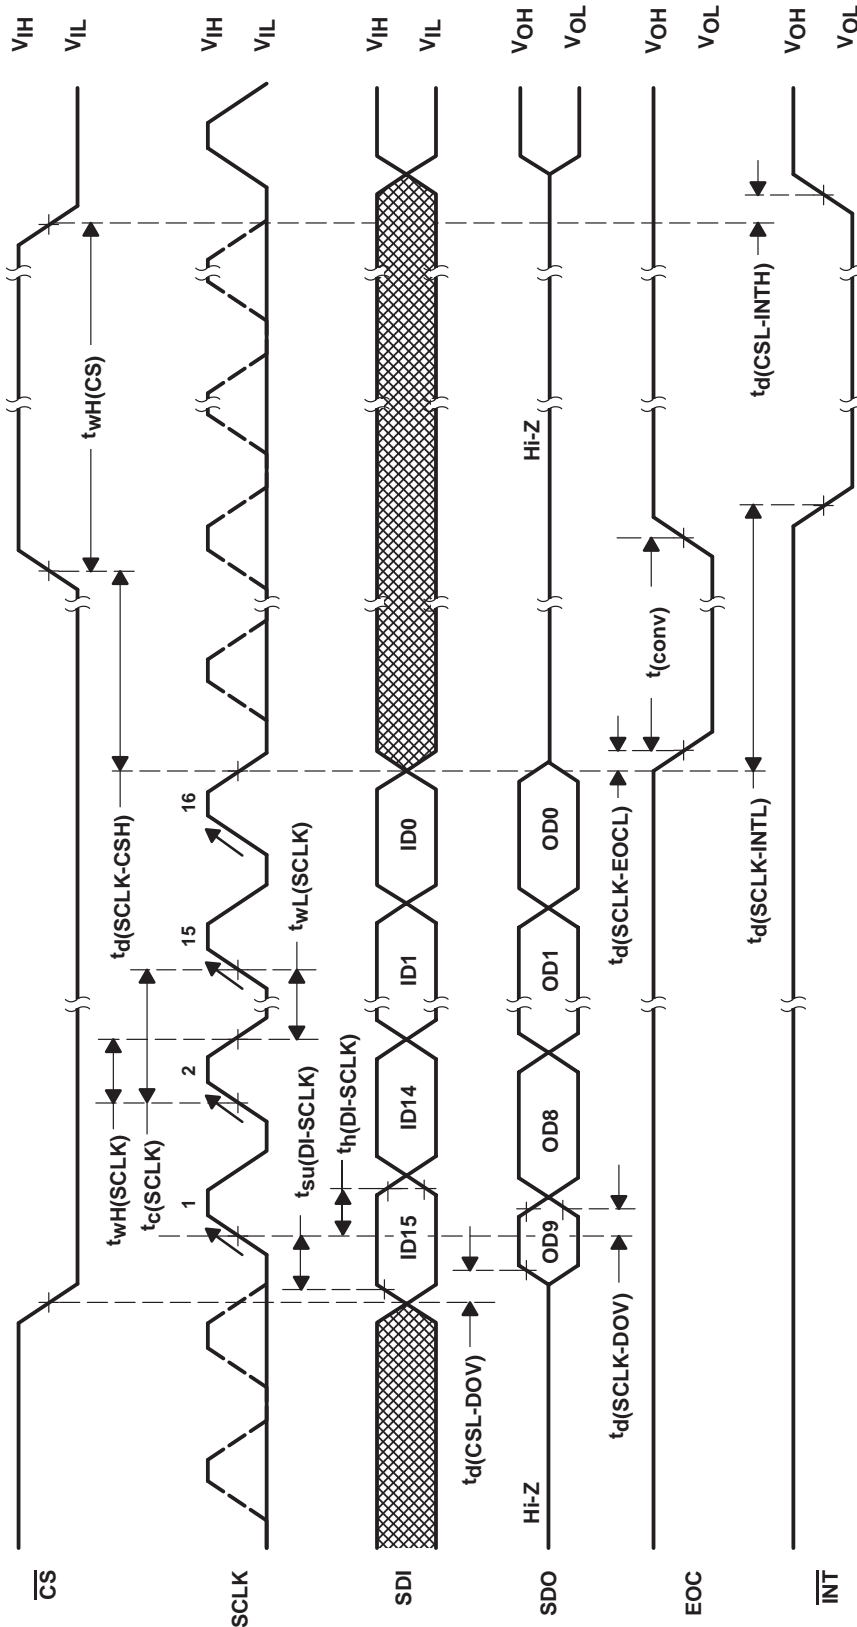 CS
VIH
VIL
twH(CS)
td(SCLK-CSH)
twH(SCLK)
tc(SCLK)
SCLK
1
2
15
16
VIH
VIL
twL(SCLK)
tsu(DI-SCLK)
th(DI-SCLK)
SDI
ID15
ID14
ID1
ID0
VIH
VIL
td(CSL-DOV)
SDO
Hi-Z
OD9
OD8
OD1
OD0
Hi-Z
VOH
VOL
td(SCLK-DOV)
td(SCLK-EOCL)
t(conv)
EOC
VOH
VOL
td(SCLK-INTL)
td(CSL-INTH)
INT
VOH
VOL